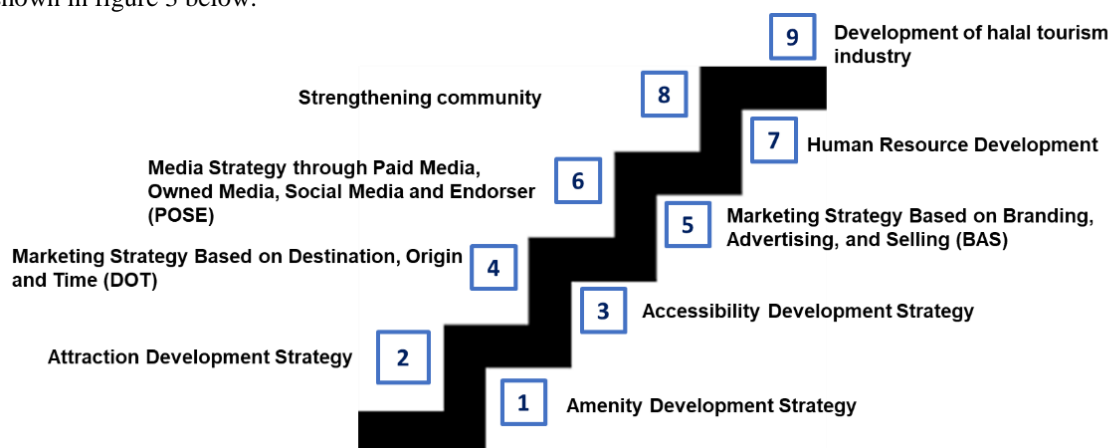 shown in figure 3 below.
9
Development of halal tourism
industry
Strengthening community
8
7
Human Resource Development
Media Strategy through Paid Media,
Owned Media, Social Media and Endorser
(POSE)
6
5
Marketing Strategy Based on Branding,
Advertising, and Selling (BAS)
Marketing Strategy Based on Destination, Origin
and Time (DOT)
4
3
Accessibility Development Strategy
Attraction Development Strategy
2
1
Amenity Development Strategy